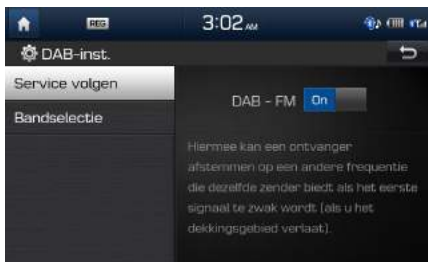 REG 3:02 AM
DAB-inst.
Service volgen
DAB - FM On
Bandselectie
Hiermee kan een ontvanger
afstemmen op een andere frequentie
die dezelfde zender biedt als het eerste
signaal te zwak wordt (als u het
dekkingsgebied verlaat).